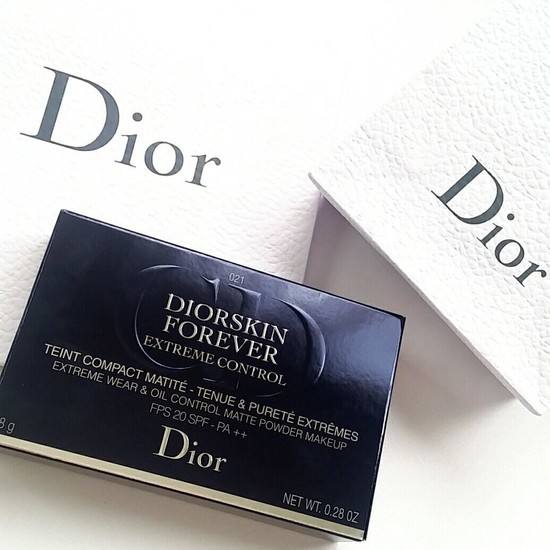 Dior
Dior
021
DIORSKIN
FOREVER
EXTREME CONTROL
TEINT COMPACT MATITÉ - TENUE & PURETÉ EXTRÊMES
EXTREME WEAR & OIL CONTROL MATTE POWDER MAKEUP
FPS 20 SPF - PA ++
Dior
8 g
NET WT. 0.28 OZ